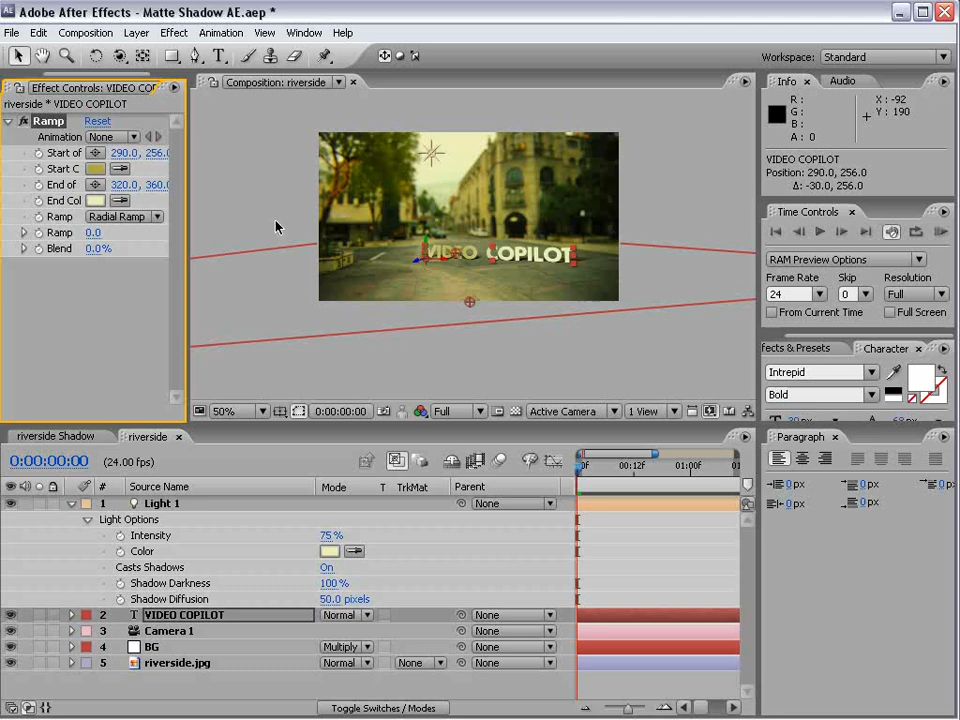 Adobe After Effects - Matte Shadow AE.aep *
File Edit Composition Layer Effect Animation View Window Help
Workspace: Standard
Effect Controls: VIDEO COP
Composition: riverside
Info Audio
riverside * VIDEO COPILOT
Ramp Reset
Animation None
Start of 290.0, 256.0
Start C
End of 320.0, 360.0
End Col
Ramp Radial Ramp
Ramp 0.0
Blend 0.0%
VIDEO COPILOT
R: X: -92
G: Y: 190
B:
A: 0
VIDEO COPILOT
Position: 290.0, 256.0
Δ: -30.0, 256.0
Time Controls
RAM Preview Options
Frame Rate Skip Resolution
24 0 Full
From Current Time Full Screen
fects & Presets Character
Intrepid
Bold
50% 0:00:00:00 Full Active Camera 1 View
riverside Shadow riverside
Paragraph
0:00:00:00 (24.00 fps)
00:12f 01:00f
# Source Name Mode T TrkMat Parent
1 Light 1 None
Light Options
Intensity 75%
Color
Casts Shadows On
Shadow Darkness 100%
Shadow Diffusion 50.0 pixels
2 T VIDEO COPILOT Normal None
3 Camera 1 None
4 BG Multiply None
5 riverside.jpg Normal None None
0 px 0 px 0 px
0 px 0 px
Toggle Switches / Modes